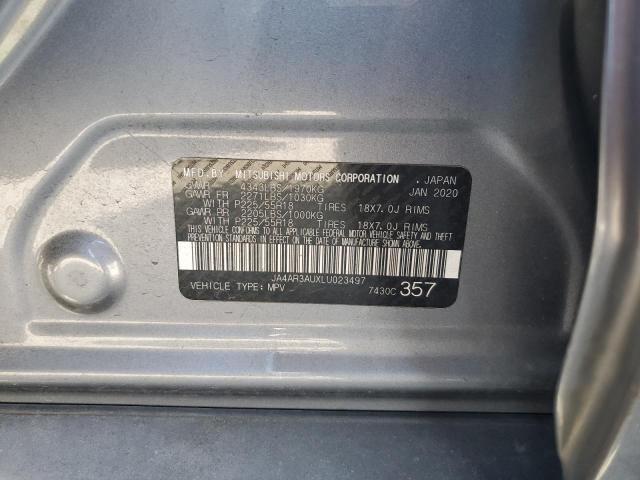 MFD.BY MITSUBISHI MOTORS CORPORATION . JAPAN
GVWR 4343LBS/1970KG JAN 2020
GAWR FR 2271LBS/1030KG
WITH P225/55R18 TIRES 18X7.0J RIMS
GAWR RR 2205LBS/1000KG
WITH P225/55R18 TIRES 18X7.0J RIMS
THIS VEHICLE CONFORMS TO ALL APPLICABLE FEDERAL MOTOR VEHICLE SAFETY, BUMPER, AND THEFT
PREVENTION STANDARDS IN EFFECT ON THE DATE OF MANUFACTURE SHOWN ABOVE.
JA4AR3AUXLU023497
VEHICLE TYPE: MPV 7430C 357